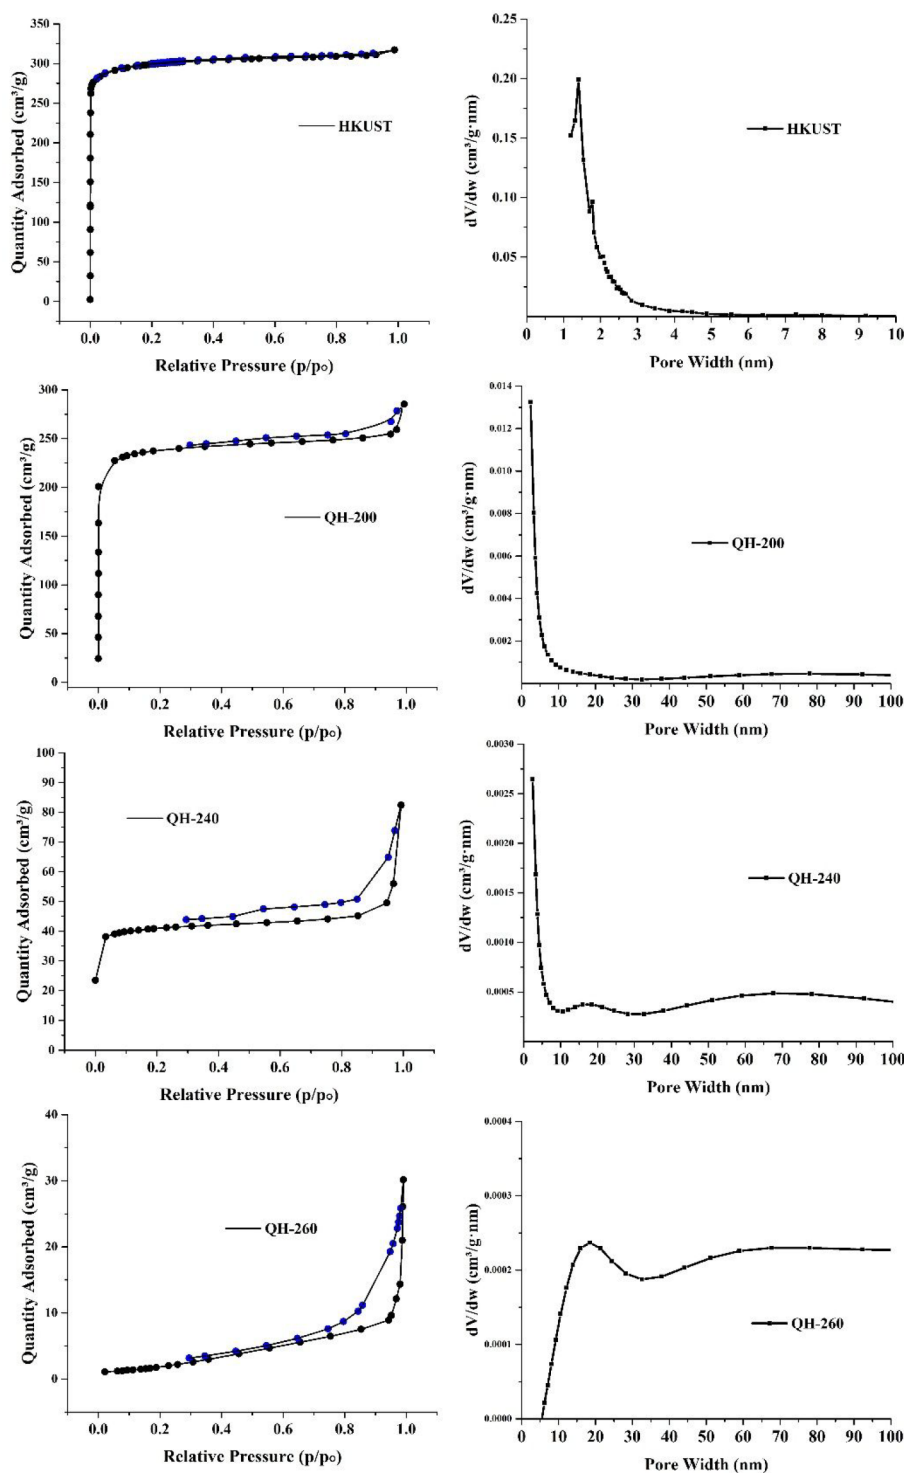 350
300
250
200
150
100
50
0
Quantity Adsorbed (cm³/g)
HKUST
0.0 0.2 0.4 0.6 0.8 1.0
Relative Pressure (p/p₀)
0.25
0.20
0.15
0.10
0.05
dV/dw (cm³/g·nm)
HKUST
0 1 2 3 4 5 6 7 8 9 10
Pore Width (nm)
300
250
200
150
100
50
0
Quantity Adsorbed (cm³/g)
QH-200
0.0 0.2 0.4 0.6 0.8 1.0
Relative Pressure (p/p₀)
0.014
0.012
0.010
0.008
0.006
0.004
0.002
dV/dw (cm³/g·nm)
QH-200
0 10 20 30 40 50 60 70 80 90 100
Pore Width (nm)
100
90
80
70
60
50
40
30
20
10
0
Quantity Adsorbed (cm³/g)
QH-240
0.0 0.2 0.4 0.6 0.8 1.0
Relative Pressure (p/p₀)
0.0030
0.0025
0.0020
0.0015
0.0010
0.0005
dV/dw (cm³/g·nm)
QH-240
0 10 20 30 40 50 60 70 80 90 100
Pore Width (nm)
40
30
20
10
0
Quantity Adsorbed (cm³/g)
QH-260
0.0 0.2 0.4 0.6 0.8 1.0
Relative Pressure (p/p₀)
0.0004
0.0003
0.0002
0.0001
0.0000
dV/dw (cm³/g·nm)
QH-260
0 10 20 30 40 50 60 70 80 90 100
Pore Width (nm)